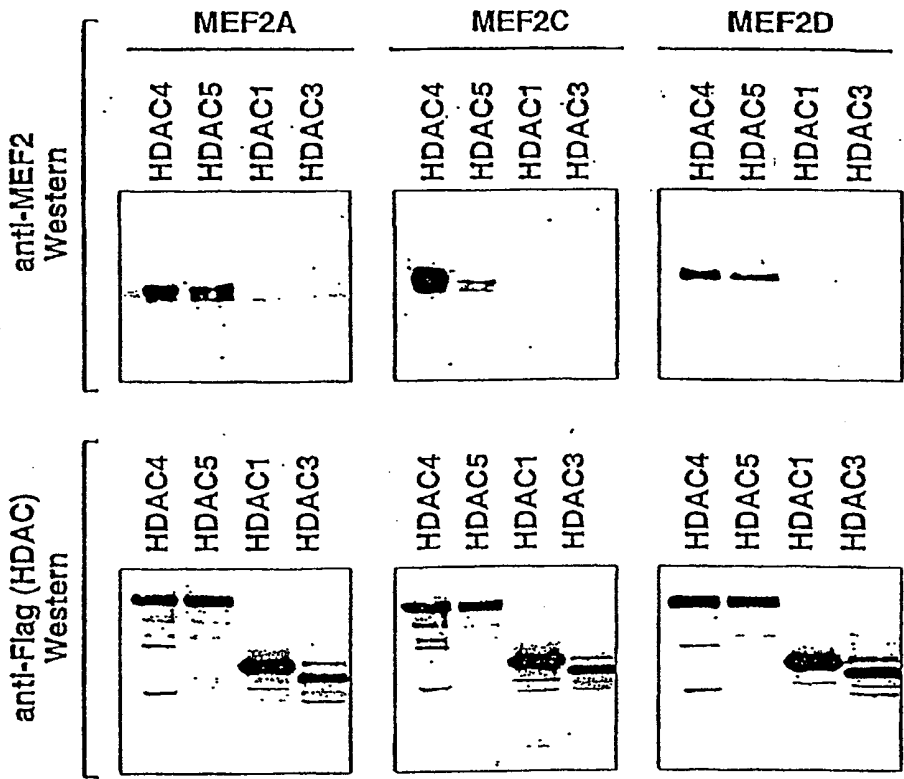 MEF2A MEF2C MEF2D
HDAC4 HDAC5 HDAC1 HDAC3 HDAC4 HDAC5 HDAC1 HDAC3 HDAC4 HDAC5 HDAC1 HDAC3
anti-MEF2
Western
HDAC4 HDAC5 HDAC1 HDAC3 HDAC4 HDAC5 HDAC1 HDAC3 HDAC4 HDAC5 HDAC1 HDAC3
anti-Flag (HDAC)
Western